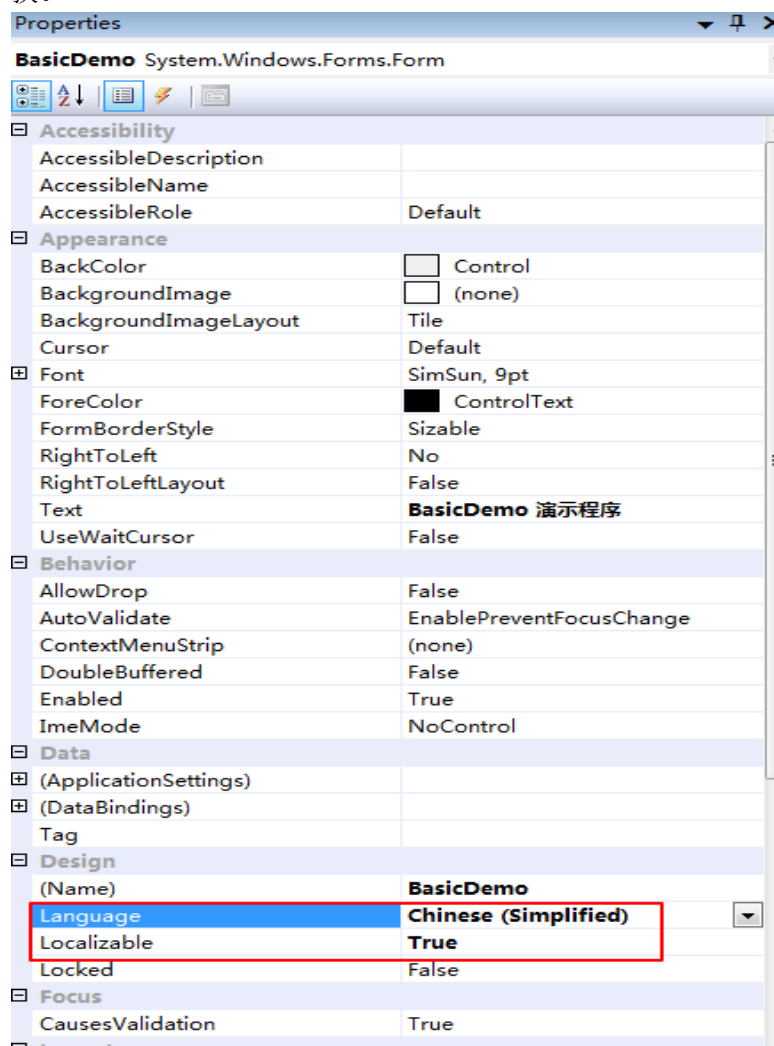 Properties
BasicDemo System.Windows.Forms.Form
Accessibility
AccessibleDescription
AccessibleName
AccessibleRole Default
Appearance
BackColor Control
BackgroundImage (none)
BackgroundImageLayout Tile
Cursor Default
Font SimSun, 9pt
ForeColor ControlText
FormBorderStyle Sizable
RightToLeft No
RightToLeftLayout False
Text BasicDemo 演示程序
UseWaitCursor False
Behavior
AllowDrop False
AutoValidate EnablePreventFocusChange
ContextMenuStrip (none)
DoubleBuffered False
Enabled True
ImeMode NoControl
Data
(ApplicationSettings)
(DataBindings)
Tag
Design
(Name) BasicDemo
Language Chinese (Simplified)
Localizable True
Locked False
Focus
CausesValidation True